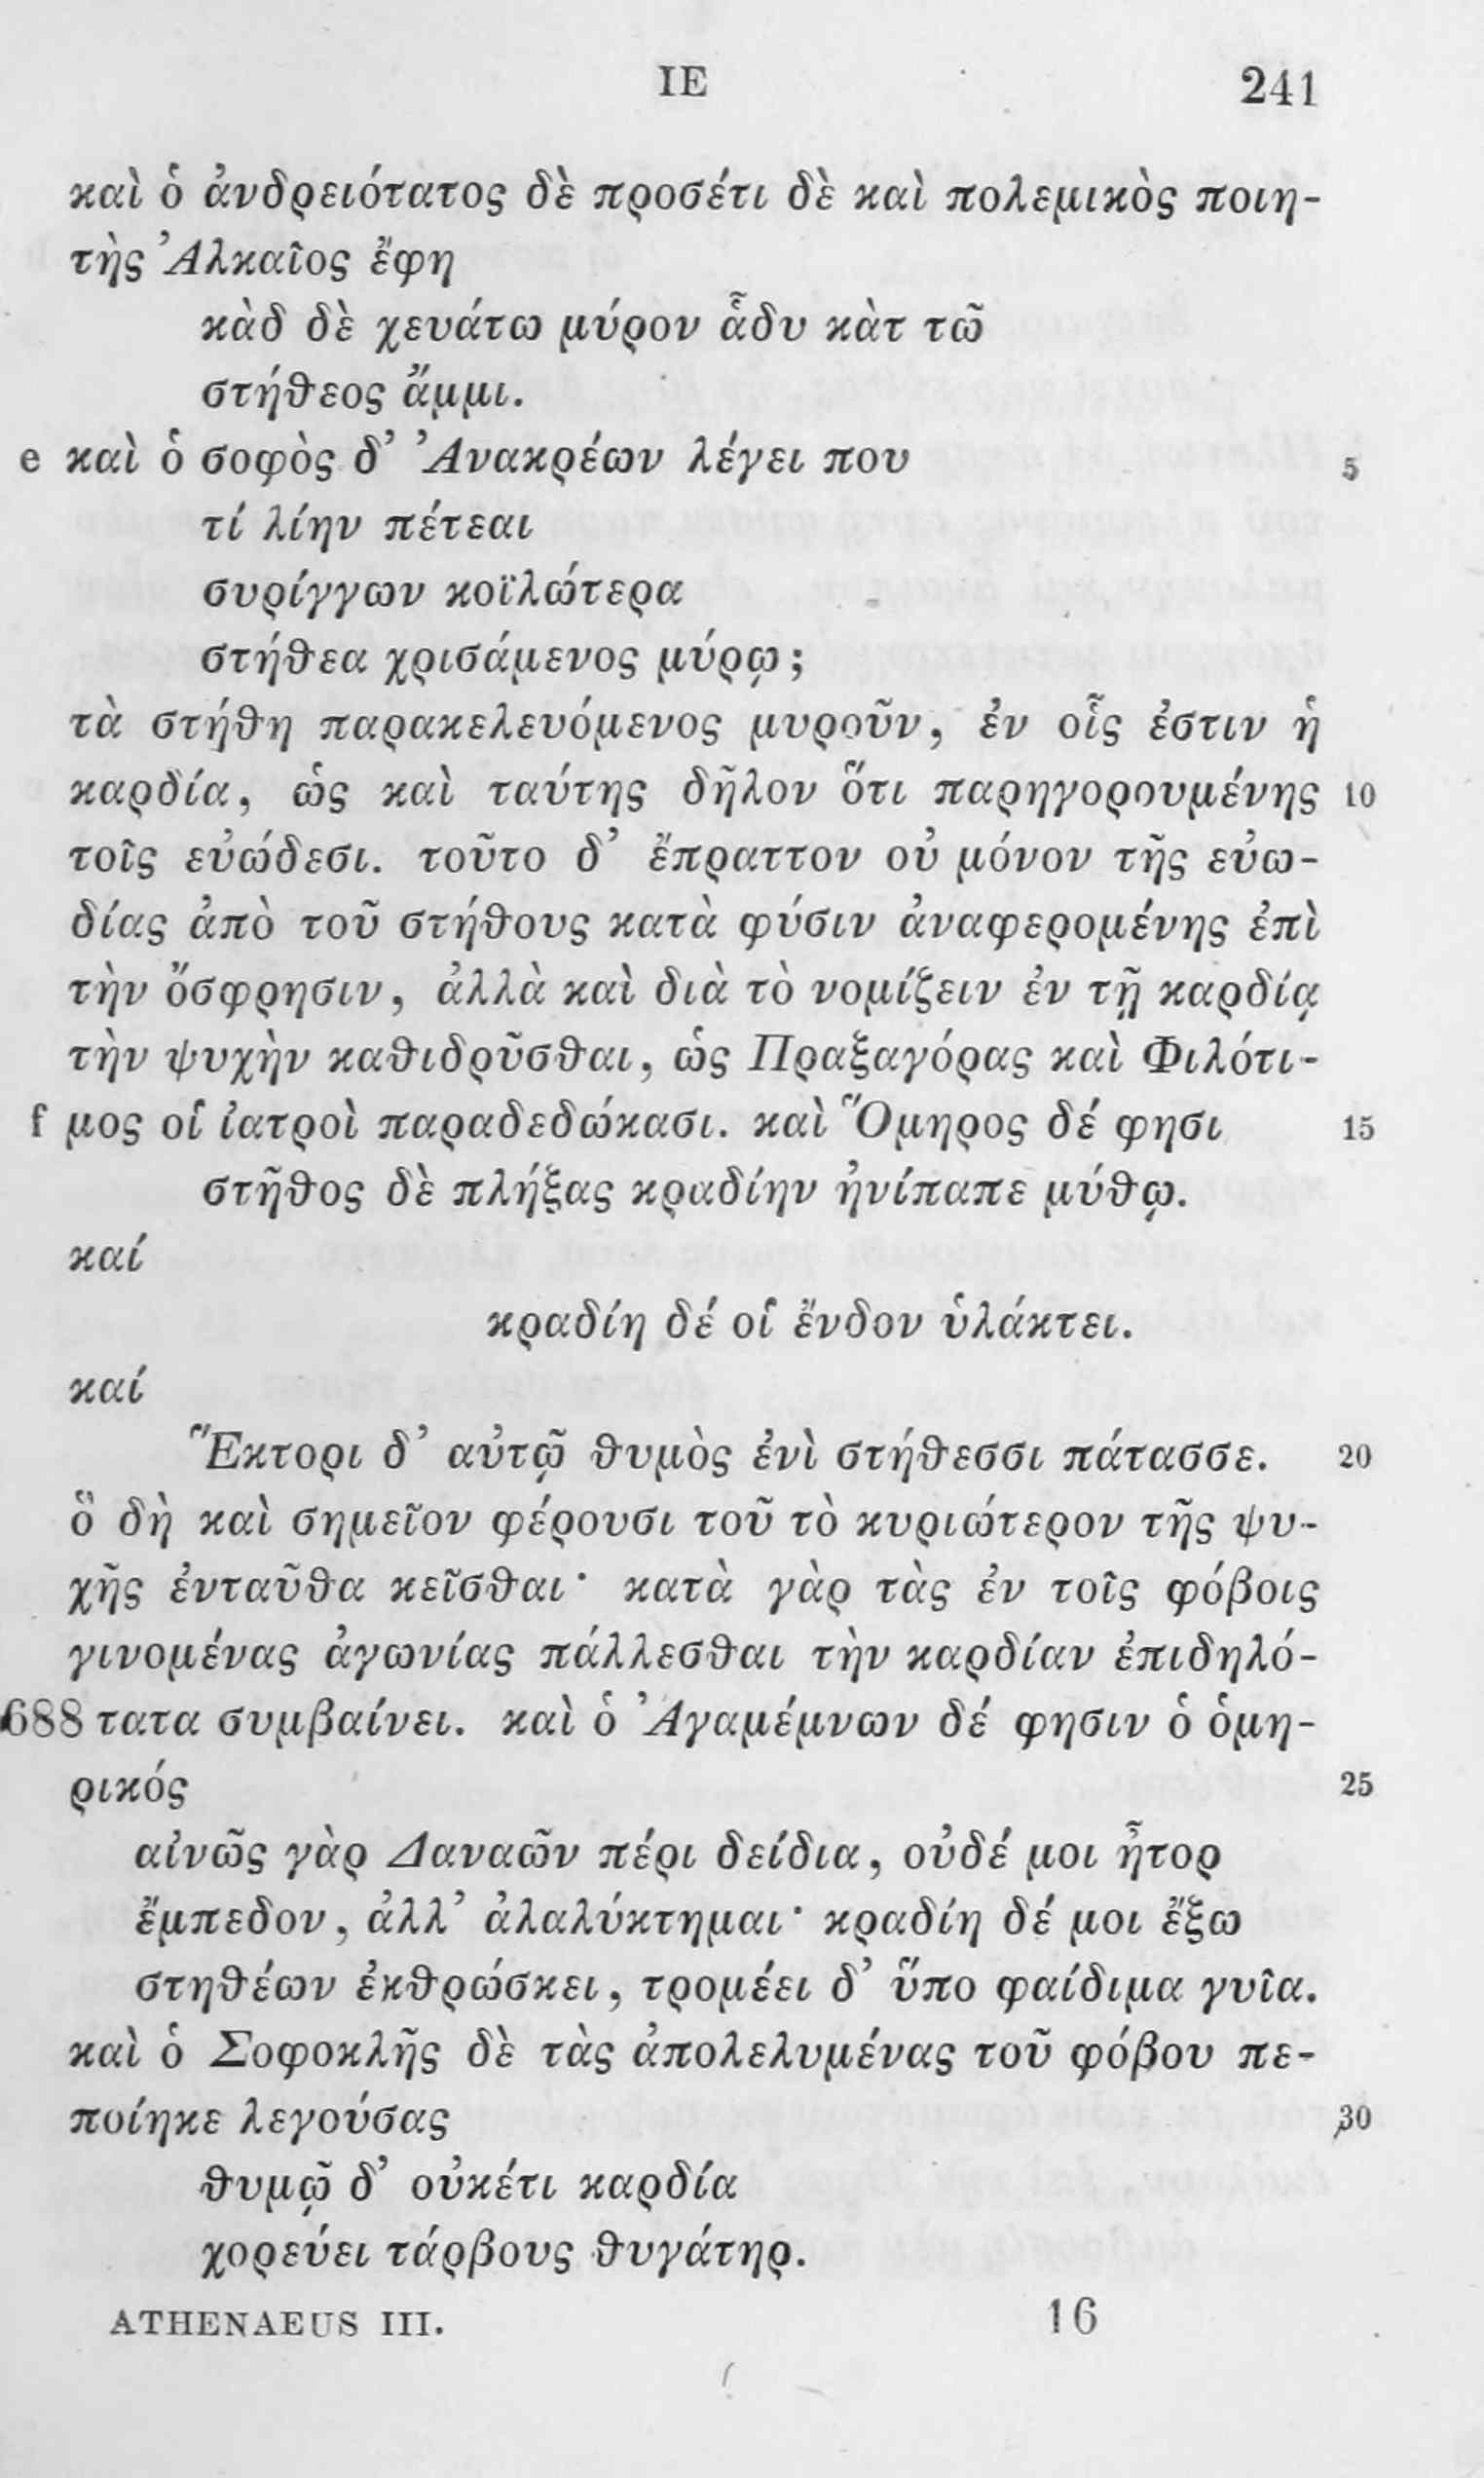 ΙΕ 241
καὶ ὁ ἀνδρειότατος δὲ προσέτι δὲ καὶ πολεμικὸς ποιη-
τὴς Ἀλκαῖος ἔφη
κὰδ δὲ χευάτω μύρον ἆδυ κὰτ τῶ
στήθεος ἄμμι.
e καὶ ὁ σοφὸς δ’ Ἀνακρέων λέγει που 5
τί λίην πέτεαι
συρίγγων κοϊλώτερα
στήθεα χρισάμενος μύρῳ;
τὰ στήθη παρακελευόμενος μυροῦν, ἐν οἷς ἐστιν ἡ
καρδία, ὡς καὶ ταύτης δῆλον ὅτι παρηγορουμένης 10
τοῖς εὐώδεσι. τοῦτο δ’ ἔπραττον οὐ μόνον τῆς εὐω-
δίας ἀπὸ τοῦ στήθους κατὰ φύσιν ἀναφερομένης ἐπὶ
τὴν ὄσφρησιν, ἀλλὰ καὶ διὰ τὸ νομίζειν ἐν τῇ καρδίᾳ
τὴν ψυχὴν καθιδρῦσθαι, ὡς Πραξαγόρας καὶ Φιλότι-
f μος οἱ ἰατροὶ παραδεδώκασι. καὶ Ὅμηρος δέ φησι 15
στῆθος δὲ πλήξας κραδίην ἠνίπαπε μύθῳ.
καί
κραδίη δέ οἱ ἔνδον ὑλάκτει.
καί
Ἕκτορι δ’ αὐτῷ θυμὸς ἐνὶ στήθεσσι πάτασσε. 20
ὃ δὴ καὶ σημεῖον φέρουσι τοῦ τὸ κυριώτερον τῆς ψυ-
χῆς ἐνταῦθα κεῖσθαι· κατὰ γὰρ τὰς ἐν τοῖς φόβοις
γινομένας ἀγωνίας πάλλεσθαι τὴν καρδίαν ἐπιδηλό-
688 τατα συμβαίνει. καὶ ὁ Ἀγαμέμνων δέ φησιν ὁ ὁμη-
ρικός 25
αἰνῶς γὰρ Δαναῶν πέρι δείδια, οὐδέ μοι ἦτορ
ἔμπεδον, ἀλλ’ ἀλαλύκτημαι· κραδίη δέ μοι ἔξω
στηθέων ἐκθρώσκει, τρομέει δ’ ὕπο φαίδιμα γυῖα.
καὶ ὁ Σοφοκλῆς δὲ τὰς ἀπολελυμένας τοῦ φόβου πε-
ποίηκε λεγούσας 30
θυμῷ δ’ οὐκέτι καρδία
χορεύει τάρβους θυγάτηρ.
ATHENAEUS III. 16